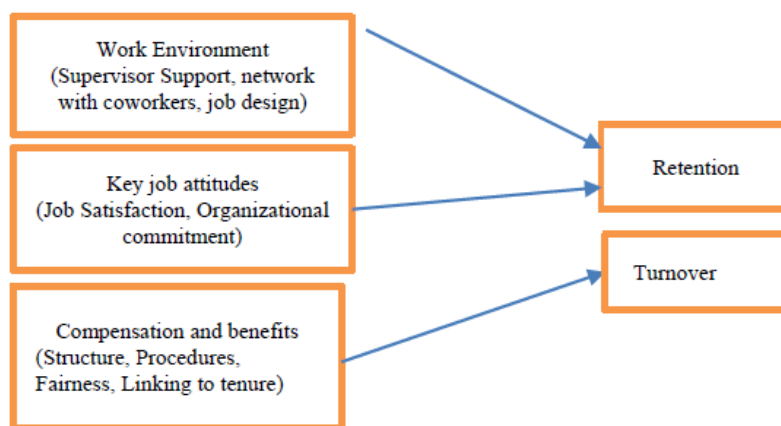 Work Environment
(Supervisor Support, network
with coworkers, job design)
Key job attitudes
(Job Satisfaction, Organizational
commitment)
Compensation and benefits
(Structure, Procedures,
Fairness, Linking to tenure)
Retention
Turnover